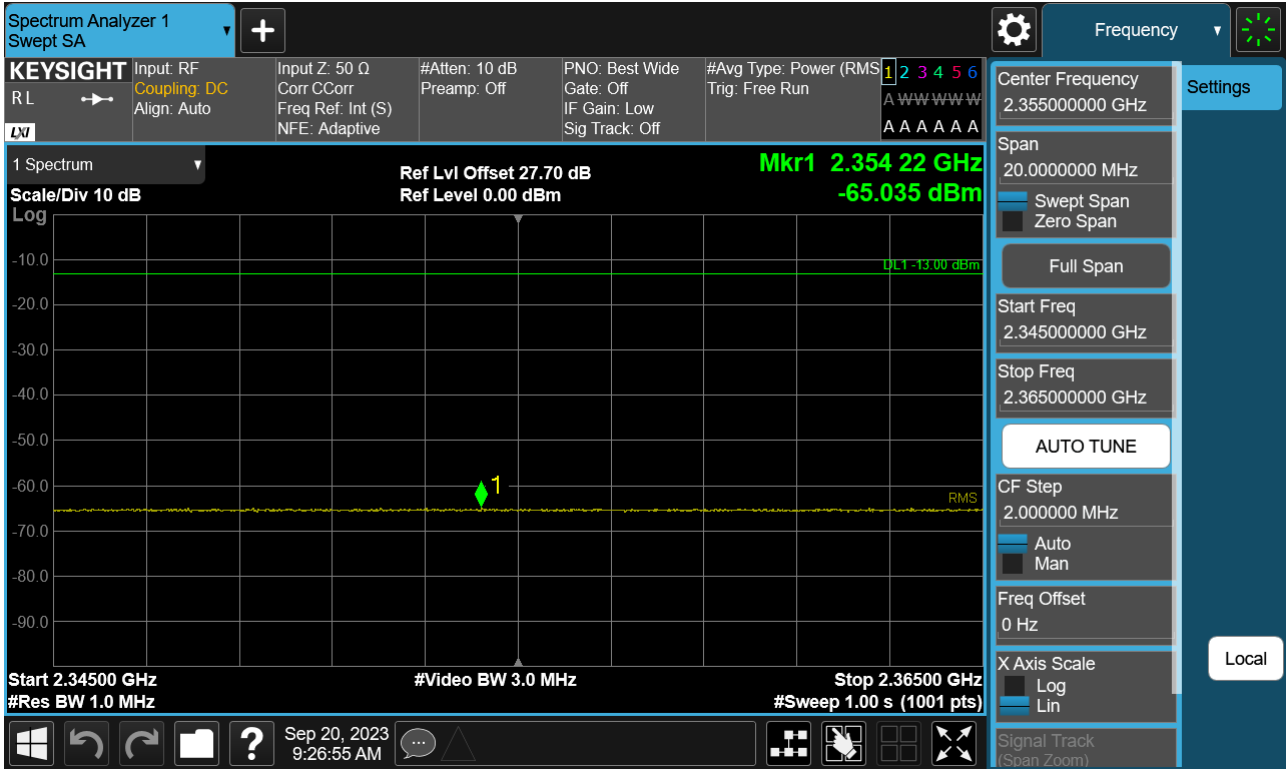 Spectrum Analyzer 1
Swept SA
Frequency
KEYSIGHT
R L
LXI
Input: RF
Coupling: DC
Align: Auto
Input Z: 50 Ω
Corr CCorr
Freq Ref: Int (S)
NFE: Adaptive
#Atten: 10 dB
Preamp: Off
PNO: Best Wide
Gate: Off
IF Gain: Low
Sig Track: Off
#Avg Type: Power (RMS
Trig: Free Run
1 2 3 4 5 6
A W W W W W
A A A A A A
1 Spectrum
Scale/Div 10 dB
Log
Ref Lvl Offset 27.70 dB
Ref Level 0.00 dBm
Mkr1 2.354 22 GHz
-65.035 dBm
DL1 -13.00 dBm
-10.0
-20.0
-30.0
-40.0
-50.0
-60.0
-70.0
-80.0
-90.0
1
RMS
Start 2.34500 GHz
#Res BW 1.0 MHz
#Video BW 3.0 MHz
Stop 2.36500 GHz
#Sweep 1.00 s (1001 pts)
Sep 20, 2023
9:26:55 AM
Center Frequency
2.355000000 GHz
Span
20.0000000 MHz
Swept Span
Zero Span
Full Span
Start Freq
2.345000000 GHz
Stop Freq
2.365000000 GHz
AUTO TUNE
CF Step
2.000000 MHz
Auto
Man
Freq Offset
0 Hz
X Axis Scale
Log
Lin
Signal Track
(Span Zoom)
Settings
Local